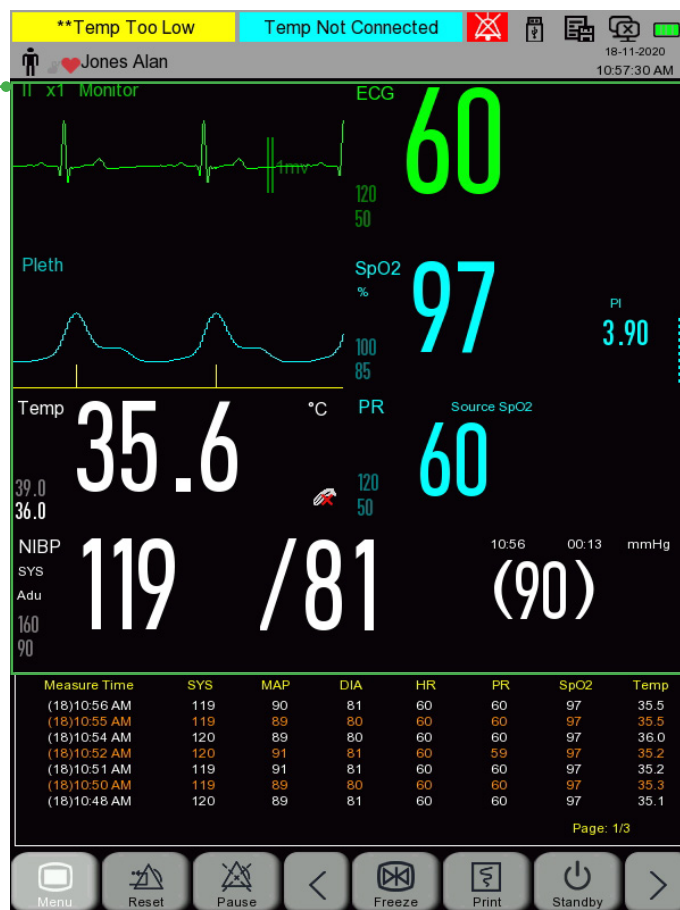 **Temp Too Low
Temp Not Connected
Jones Alan
18-11-2020
10:57:30 AM
II x1 Monitor
1mv
ECG
60
120
50
Pleth
SpO2
%
97
100
85
PI
3.90
Temp
35.6
°C
39.0
36.0
PR
Source SpO2
60
120
50
NIBP
SYS
Adu
160
90
119 /81
10:56 00:13 mmHg
(90)
Measure Time SYS MAP DIA HR PR SpO2 Temp
(18)10:56 AM 119 90 81 60 60 97 35.5
(18)10:55 AM 119 89 80 60 60 97 35.5
(18)10:54 AM 120 89 80 60 60 97 36.0
(18)10:52 AM 120 91 81 60 59 97 35.2
(18)10:51 AM 119 91 81 60 60 97 35.2
(18)10:50 AM 119 89 80 60 60 97 35.3
(18)10:48 AM 120 89 81 60 60 97 35.1
Page: 1/3
Menu Reset Pause Freeze Print Standby